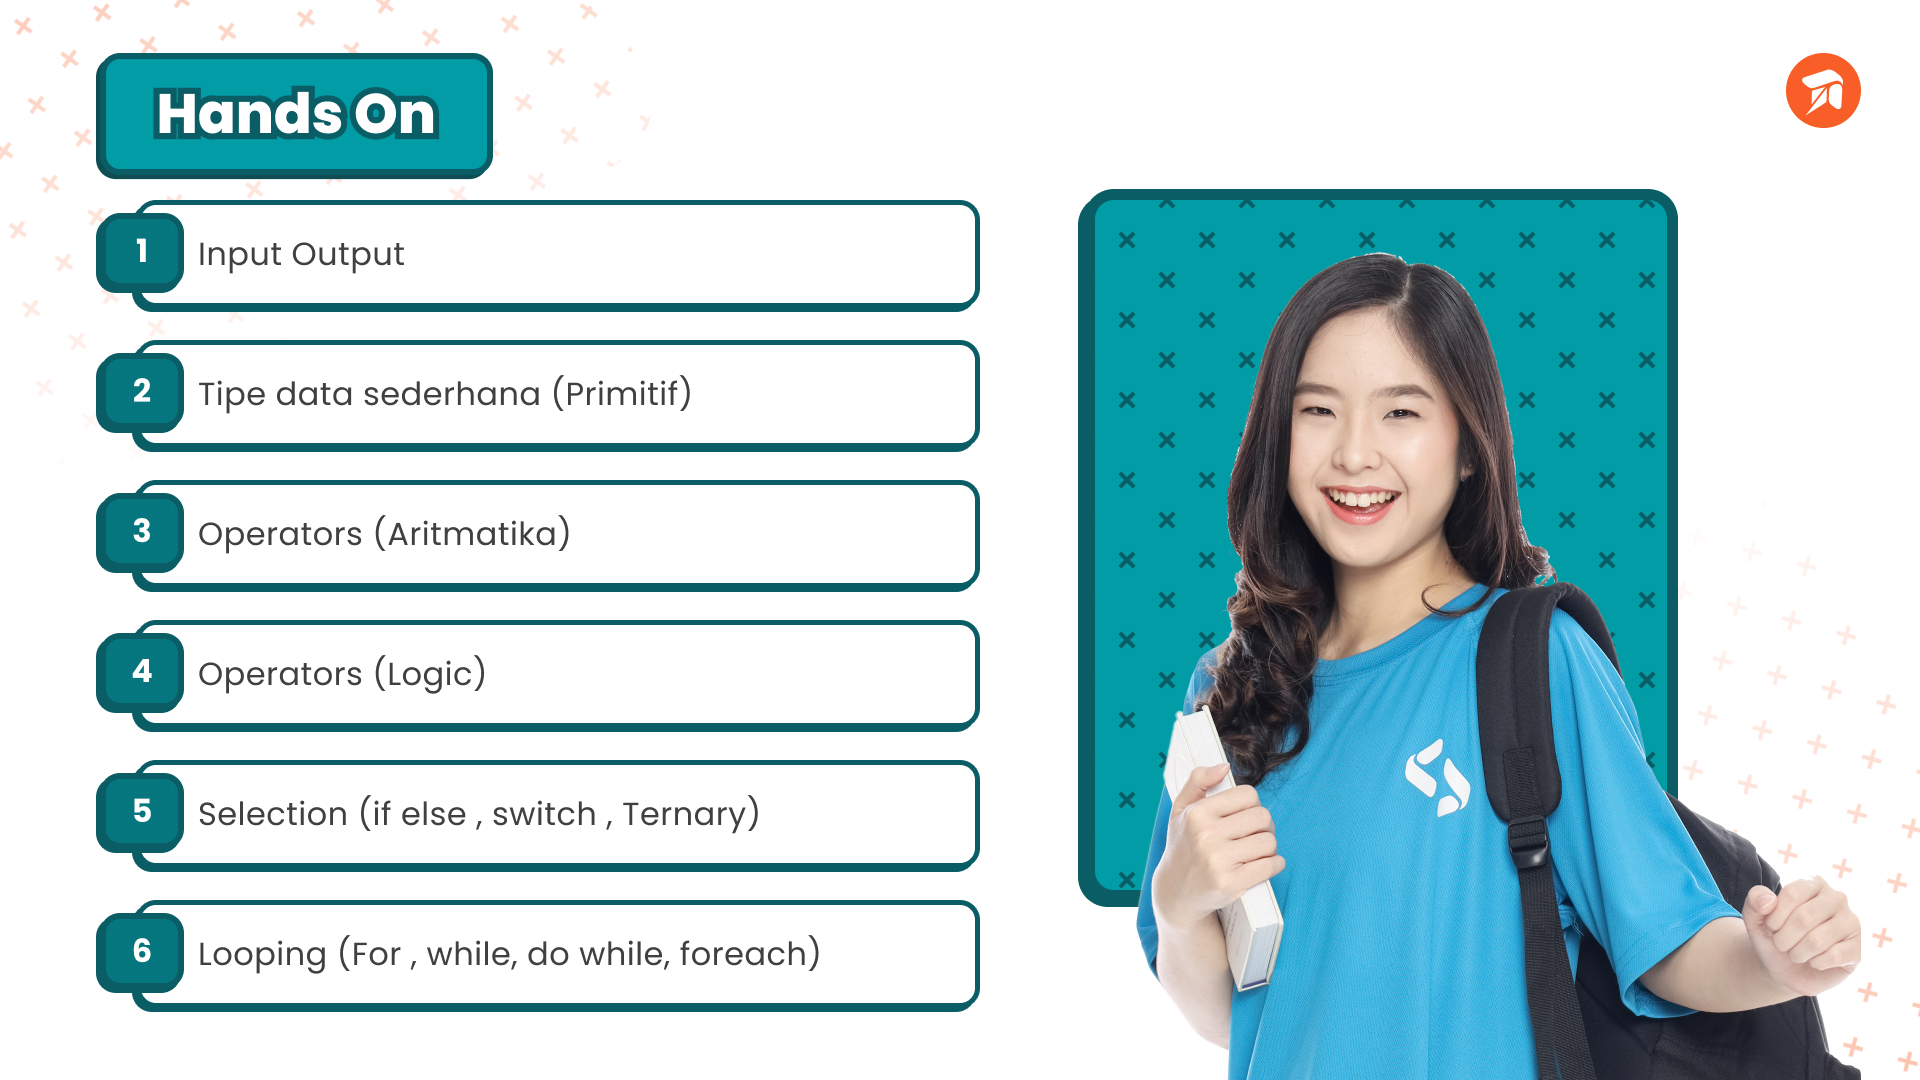 Hands On
1
Input Output
2
Tipe data sederhana (Primitif)
3
Operators (Aritmatika)
4
Operators (Logic)
5
Selection (if else , switch , Ternary)
6
Looping (For , while, do while, foreach)